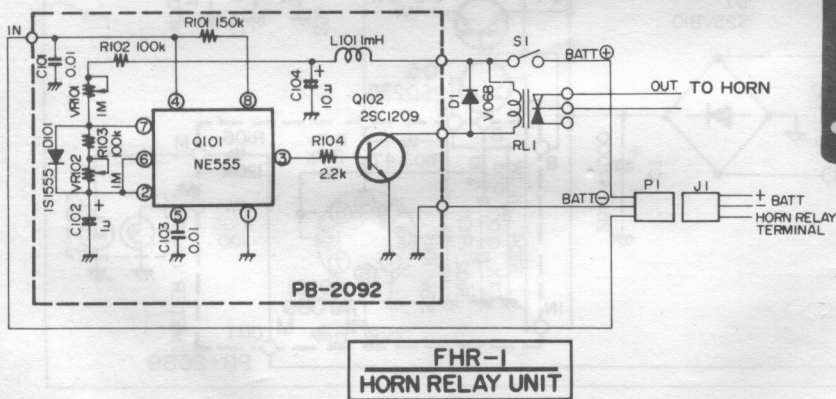 IN
R101 150k
R102 100k
L101 1mH
S1
BATT⊕
C101
0.01
C104
+
10μ
Q102
2SC1209
D1
V06B
OUT TO HORN
RL1
VR101
1M
④
⑧
⑦
⑥
②
③
⑤
①
Q101
NE555
R104
2.2k
D101
1S1555
R103
100k
VR102
1M
C102
+
1μ
C103
0.01
BATT⊖
P1
J1
+ BATT
−
HORN RELAY
TERMINAL
PB-2092
FHR-1
HORN RELAY UNIT